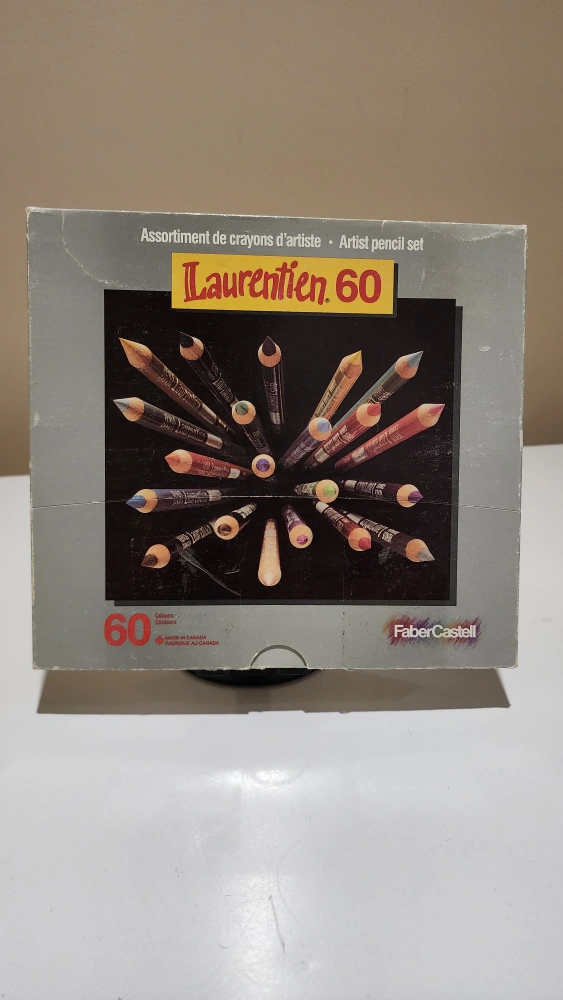 Assortiment de crayons d'artiste • Artist pencil set
Laurentien® 60
60
Colours
Couleurs
MADE IN CANADA
FABRIQUÉ AU CANADA
FaberCastell